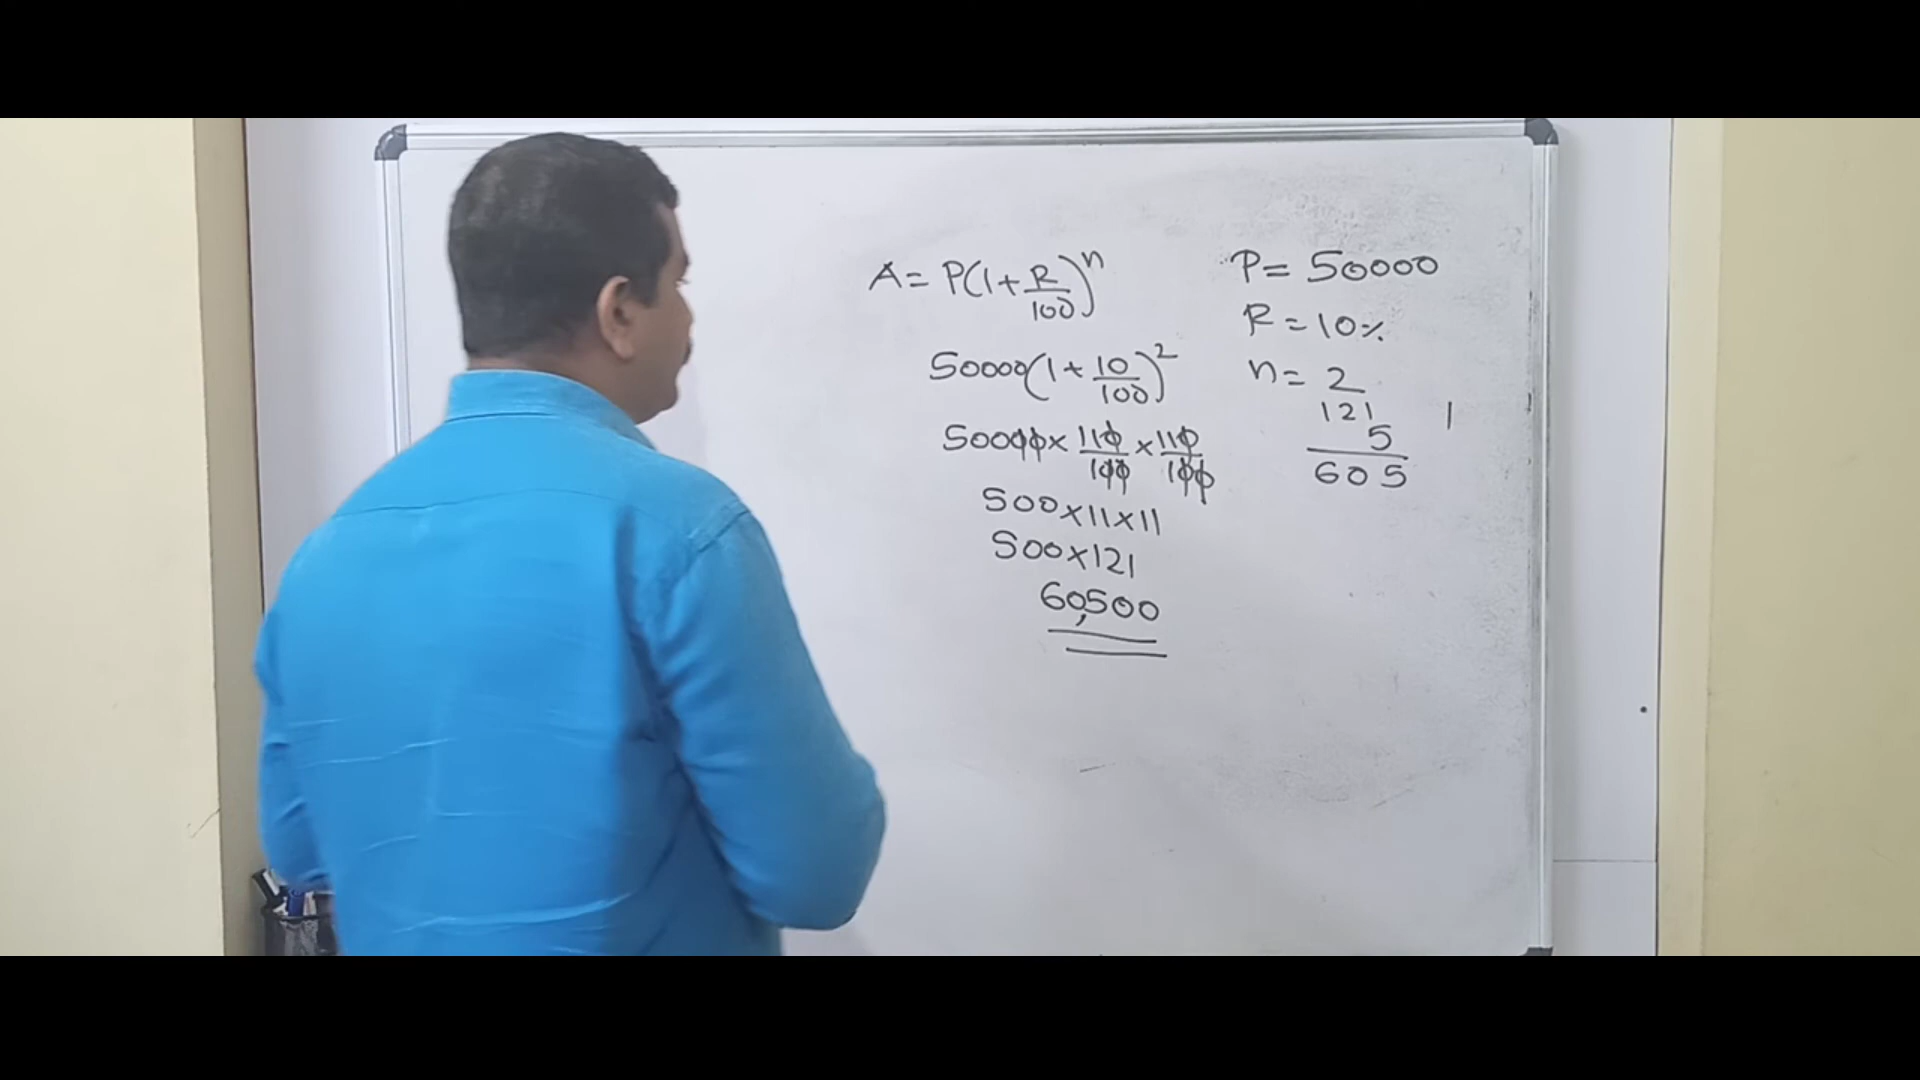 A = P(1 + R/100)^n
50000(1 + 10/100)^2
50000 × 110/100 × 110/100
500 × 11 × 11
500 × 121
60,500
P = 50000
R = 10%
n = 2
121
5
605
1